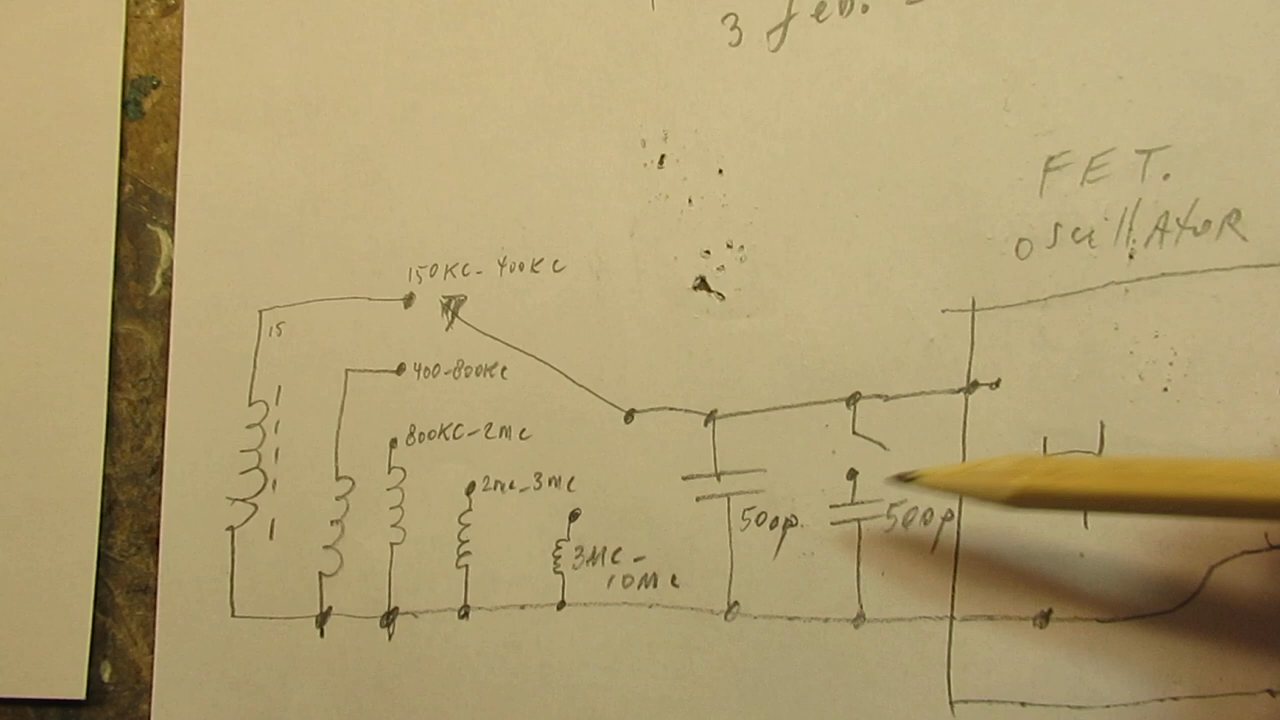 3 feb.
FET.
oscillAtoR
150KC-400KC
15
400-800Kc
800KC-2mc
2mc-3mc
500p.
500p
3MC-
10Mc